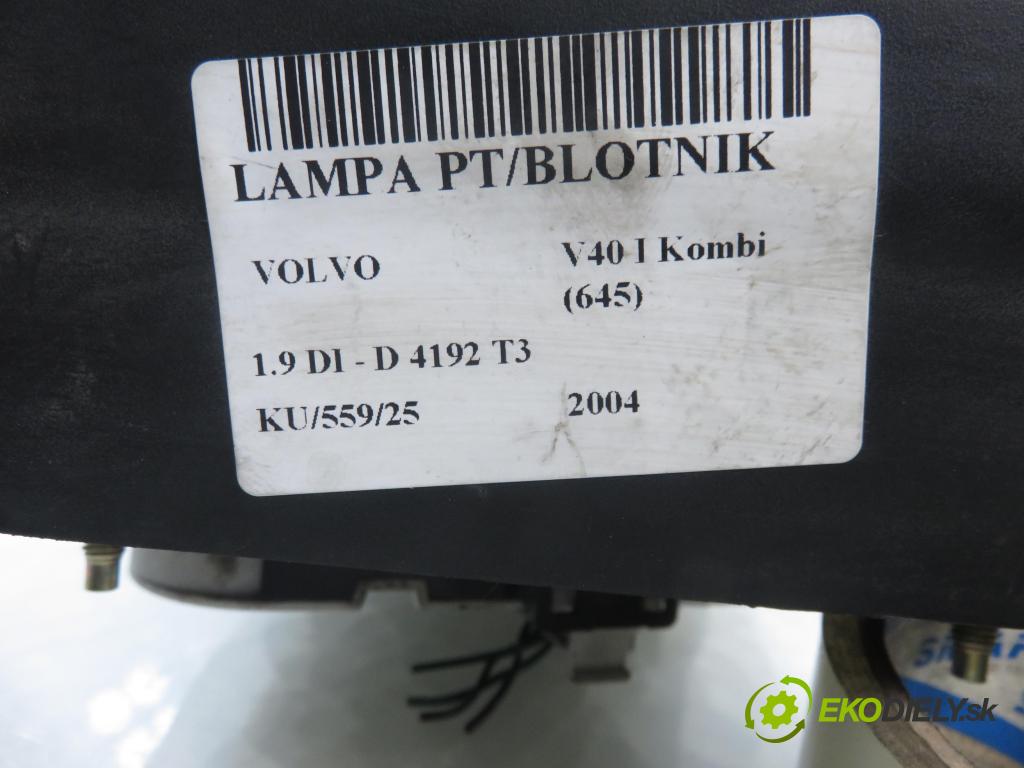 LAMPA PT/BLOTNIK
VOLVO V40 I Kombi
(645)
1.9 DI - D 4192 T3
KU/559/25 2004
EKODIELY.sk